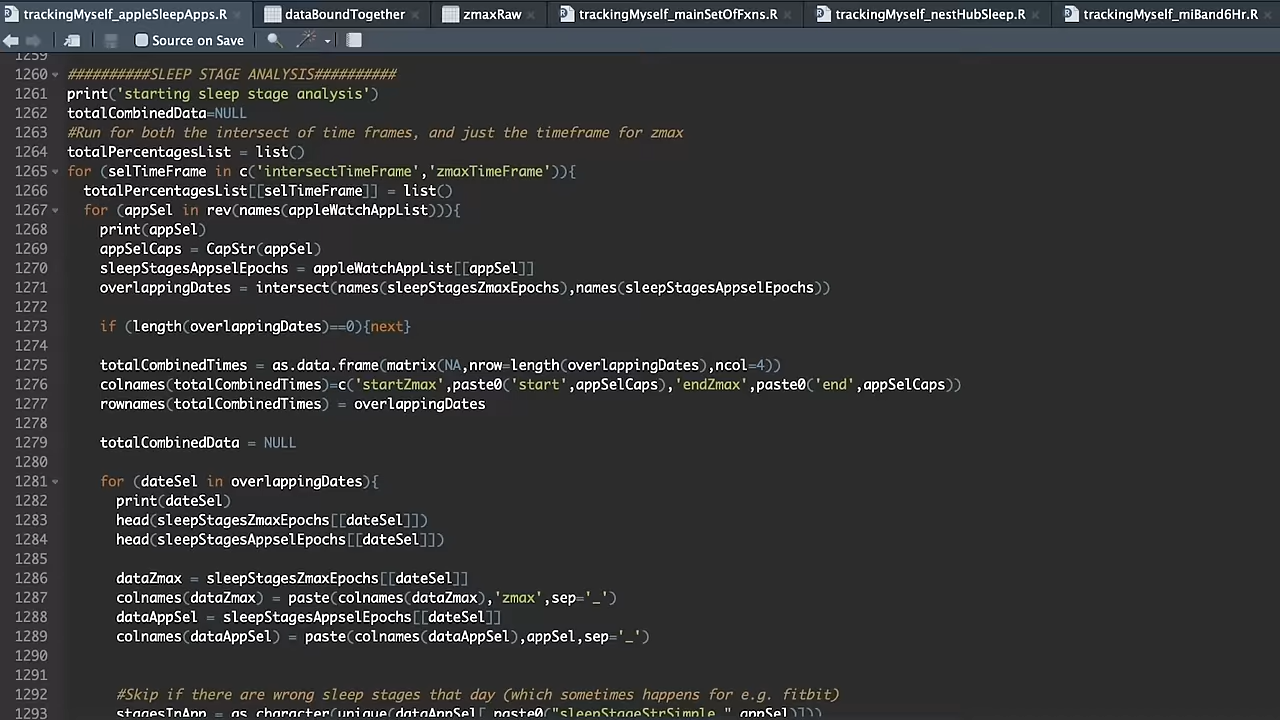 trackingMyself_appleSleepApps.R × dataBoundTogether × zmaxRaw × trackingMyself_mainSetOfFxns.R × trackingMyself_nestHubSleep.R × trackingMyself_miBand6Hr.R ×
Source on Save
1259
1260 ##########SLEEP STAGE ANALYSIS##########
1261 print('starting sleep stage analysis')
1262 totalCombinedData=NULL
1263 #Run for both the intersect of time frames, and just the timeframe for zmax
1264 totalPercentagesList = list()
1265 for (selTimeFrame in c('intersectTimeFrame','zmaxTimeFrame')){
1266 totalPercentagesList[[selTimeFrame]] = list()
1267 for (appSel in rev(names(appleWatchAppList))){
1268 print(appSel)
1269 appSelCaps = CapStr(appSel)
1270 sleepStagesAppselEpochs = appleWatchAppList[[appSel]]
1271 overlappingDates = intersect(names(sleepStagesZmaxEpochs),names(sleepStagesAppselEpochs))
1272
1273 if (length(overlappingDates)==0){next}
1274
1275 totalCombinedTimes = as.data.frame(matrix(NA,nrow=length(overlappingDates),ncol=4))
1276 colnames(totalCombinedTimes)=c('startZmax',paste0('start',appSelCaps),'endZmax',paste0('end',appSelCaps))
1277 rownames(totalCombinedTimes) = overlappingDates
1278
1279 totalCombinedData = NULL
1280
1281 for (dateSel in overlappingDates){
1282 print(dateSel)
1283 head(sleepStagesZmaxEpochs[[dateSel]])
1284 head(sleepStagesAppselEpochs[[dateSel]])
1285
1286 dataZmax = sleepStagesZmaxEpochs[[dateSel]]
1287 colnames(dataZmax) = paste(colnames(dataZmax),'zmax',sep='_')
1288 dataAppSel = sleepStagesAppselEpochs[[dateSel]]
1289 colnames(dataAppSel) = paste(colnames(dataAppSel),appSel,sep='_')
1290
1291
1292 #Skip if there are wrong sleep stages that day (which sometimes happens for e.g. fitbit)
1293 stagesInApp = as.character(unique(dataAppSel[,paste0("sleepStageStrSimple_",appSel)]))